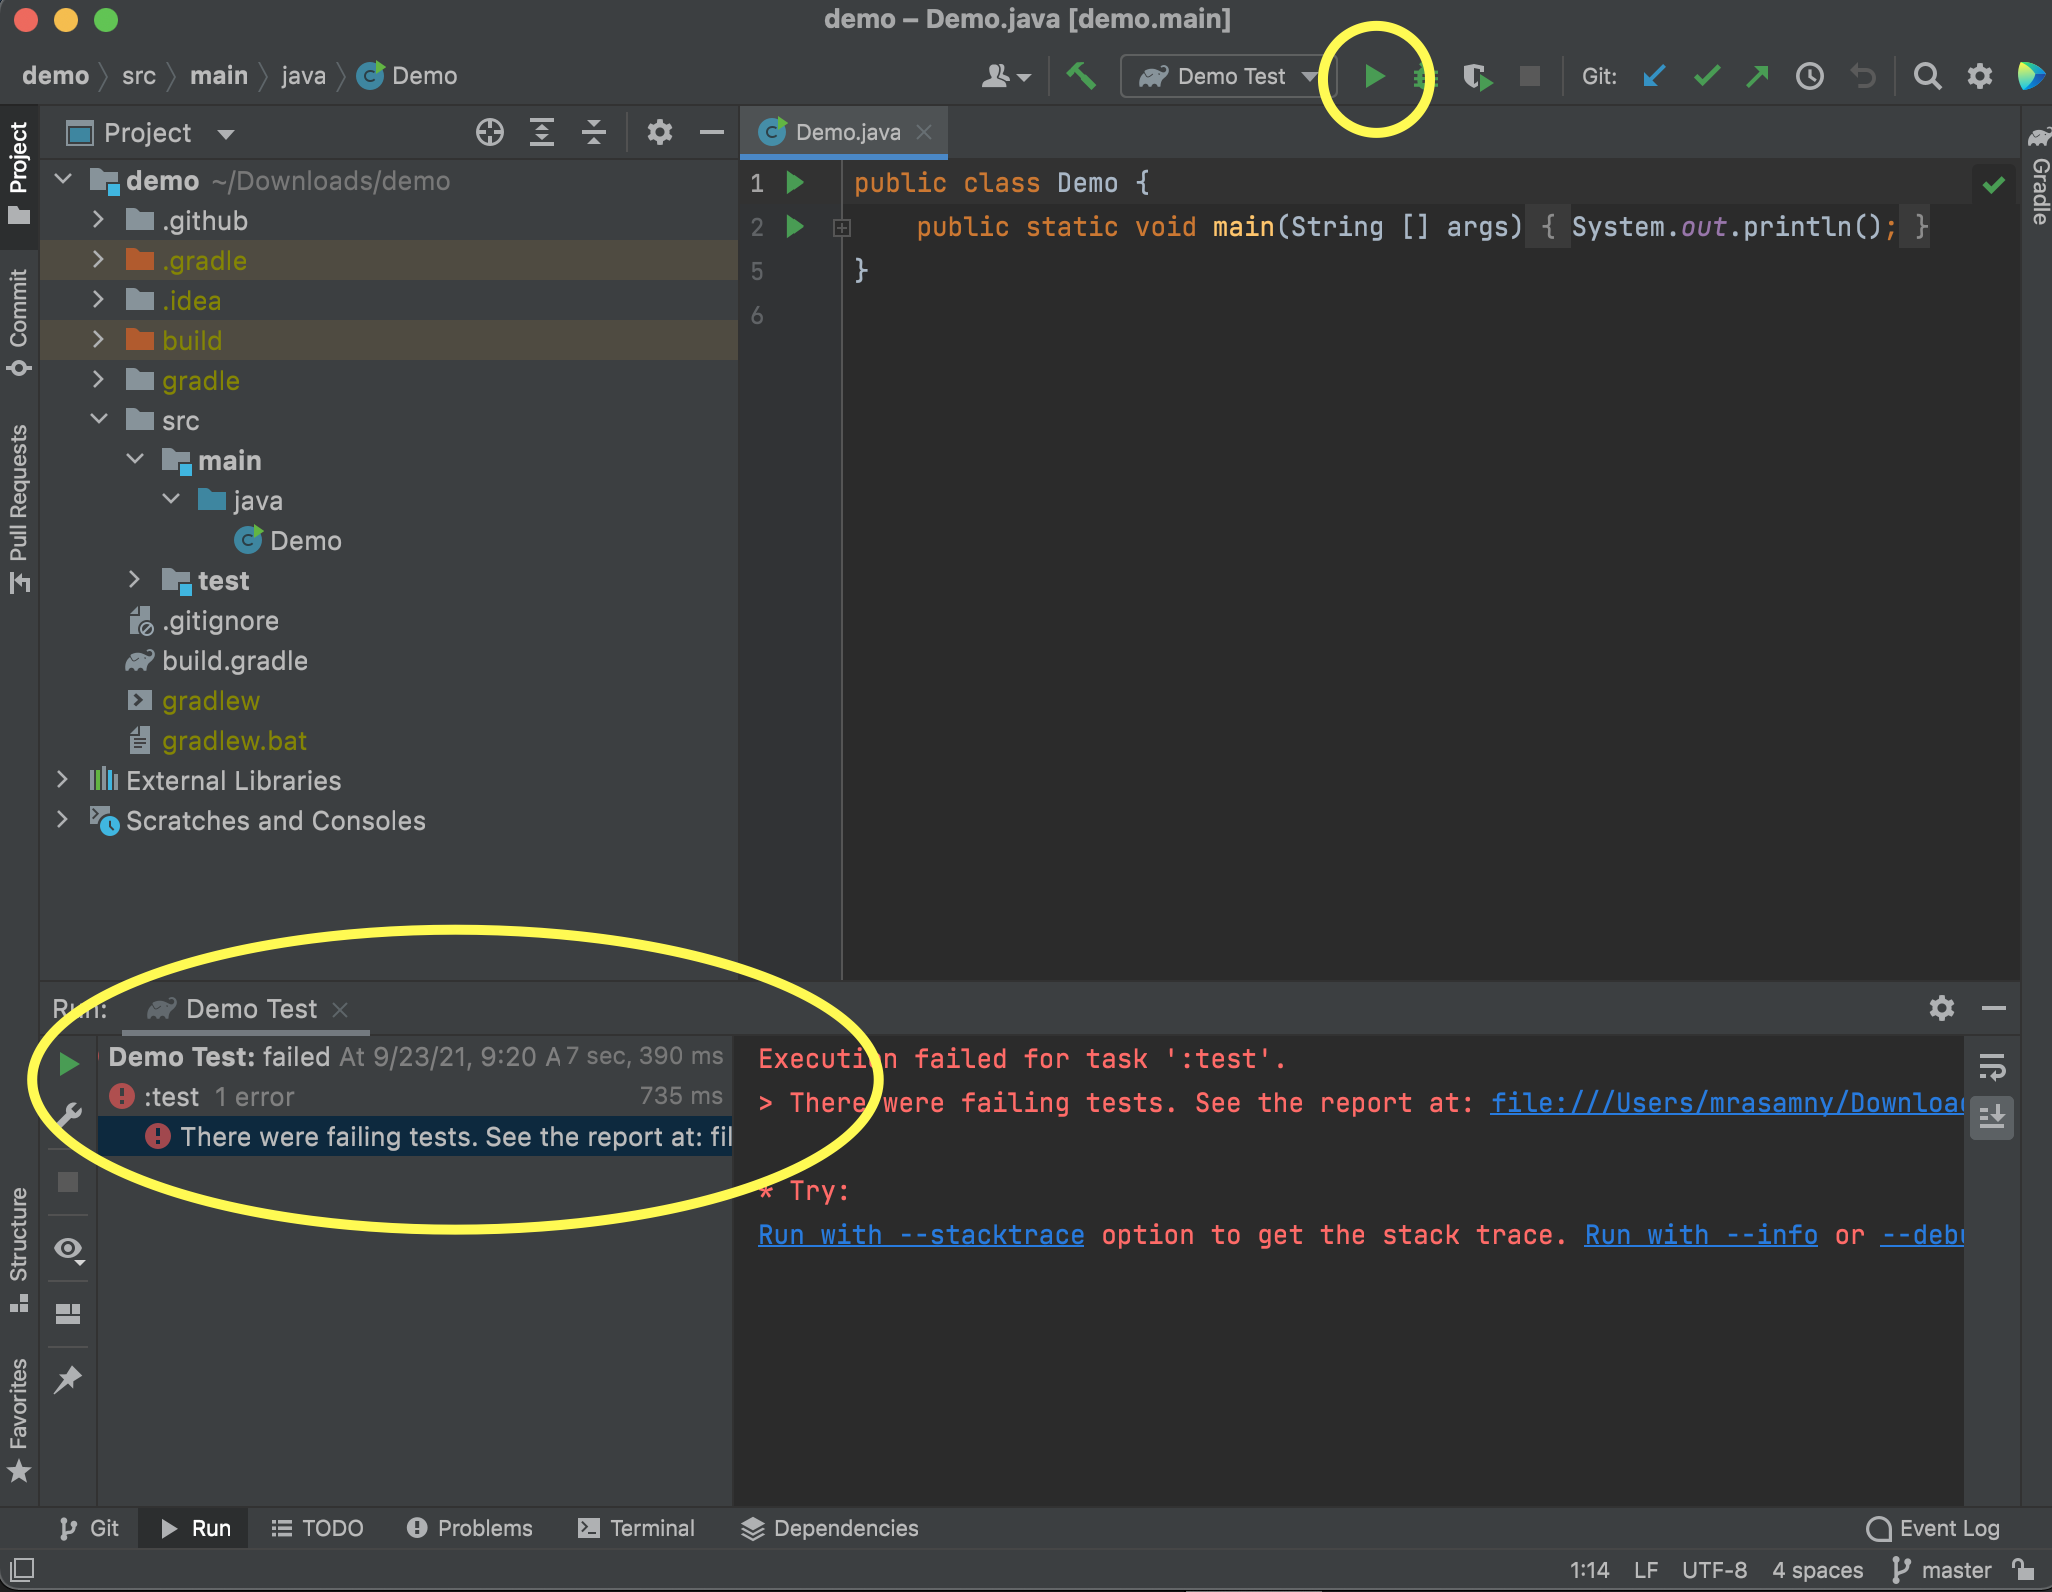 demo – Demo.java [demo.main]
demo src main java Demo
Demo Test
Git:
Project
Demo.java
Project
Commit
Pull Requests
Structure
Favorites
Gradle
demo ~/Downloads/demo
.github
.gradle
.idea
build
gradle
src
main
java
Demo
test
.gitignore
build.gradle
gradlew
gradlew.bat
External Libraries
Scratches and Consoles
1 public class Demo {
2 public static void main(String [] args) { System.out.println(); }
5 }
6
Run: Demo Test
Demo Test: failed At 9/23/21, 9:20 A 7 sec, 390 ms
:test 1 error 735 ms
There were failing tests. See the report at: fil
Execution failed for task ':test'.
> There were failing tests. See the report at: file:///Users/mrasamny/Downloa
* Try:
Run with --stacktrace option to get the stack trace. Run with --info or --debu
Git Run TODO Problems Terminal Dependencies Event Log
1:14 LF UTF-8 4 spaces master